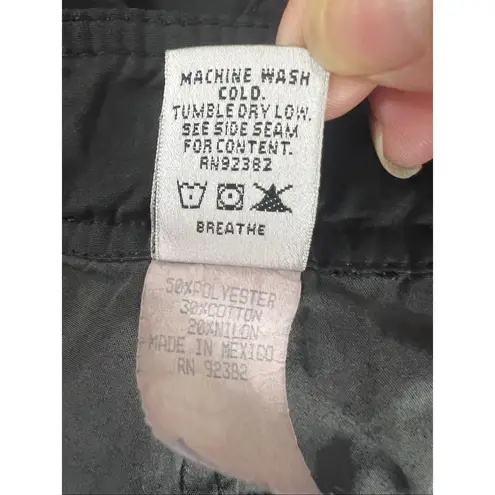 MACHINE WASH
COLD.
TUMBLE DRY LOW.
SEE SIDE SEAM
FOR CONTENT.
RN92382
BREATHE
50%POLYESTER
30%COTTON
20%NILON
MADE IN MEXICO
RN 92382